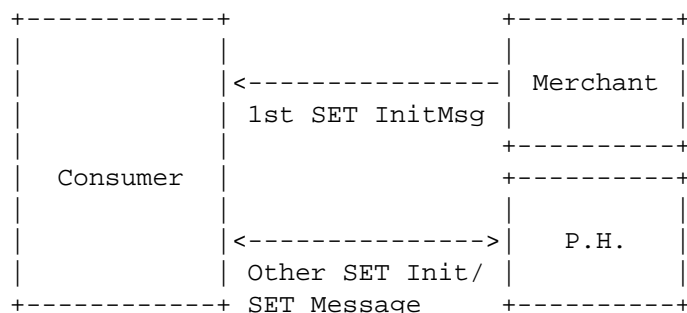 Merchant
1st SET InitMsg
Consumer
P.H.
Other SET Init/
SET Message